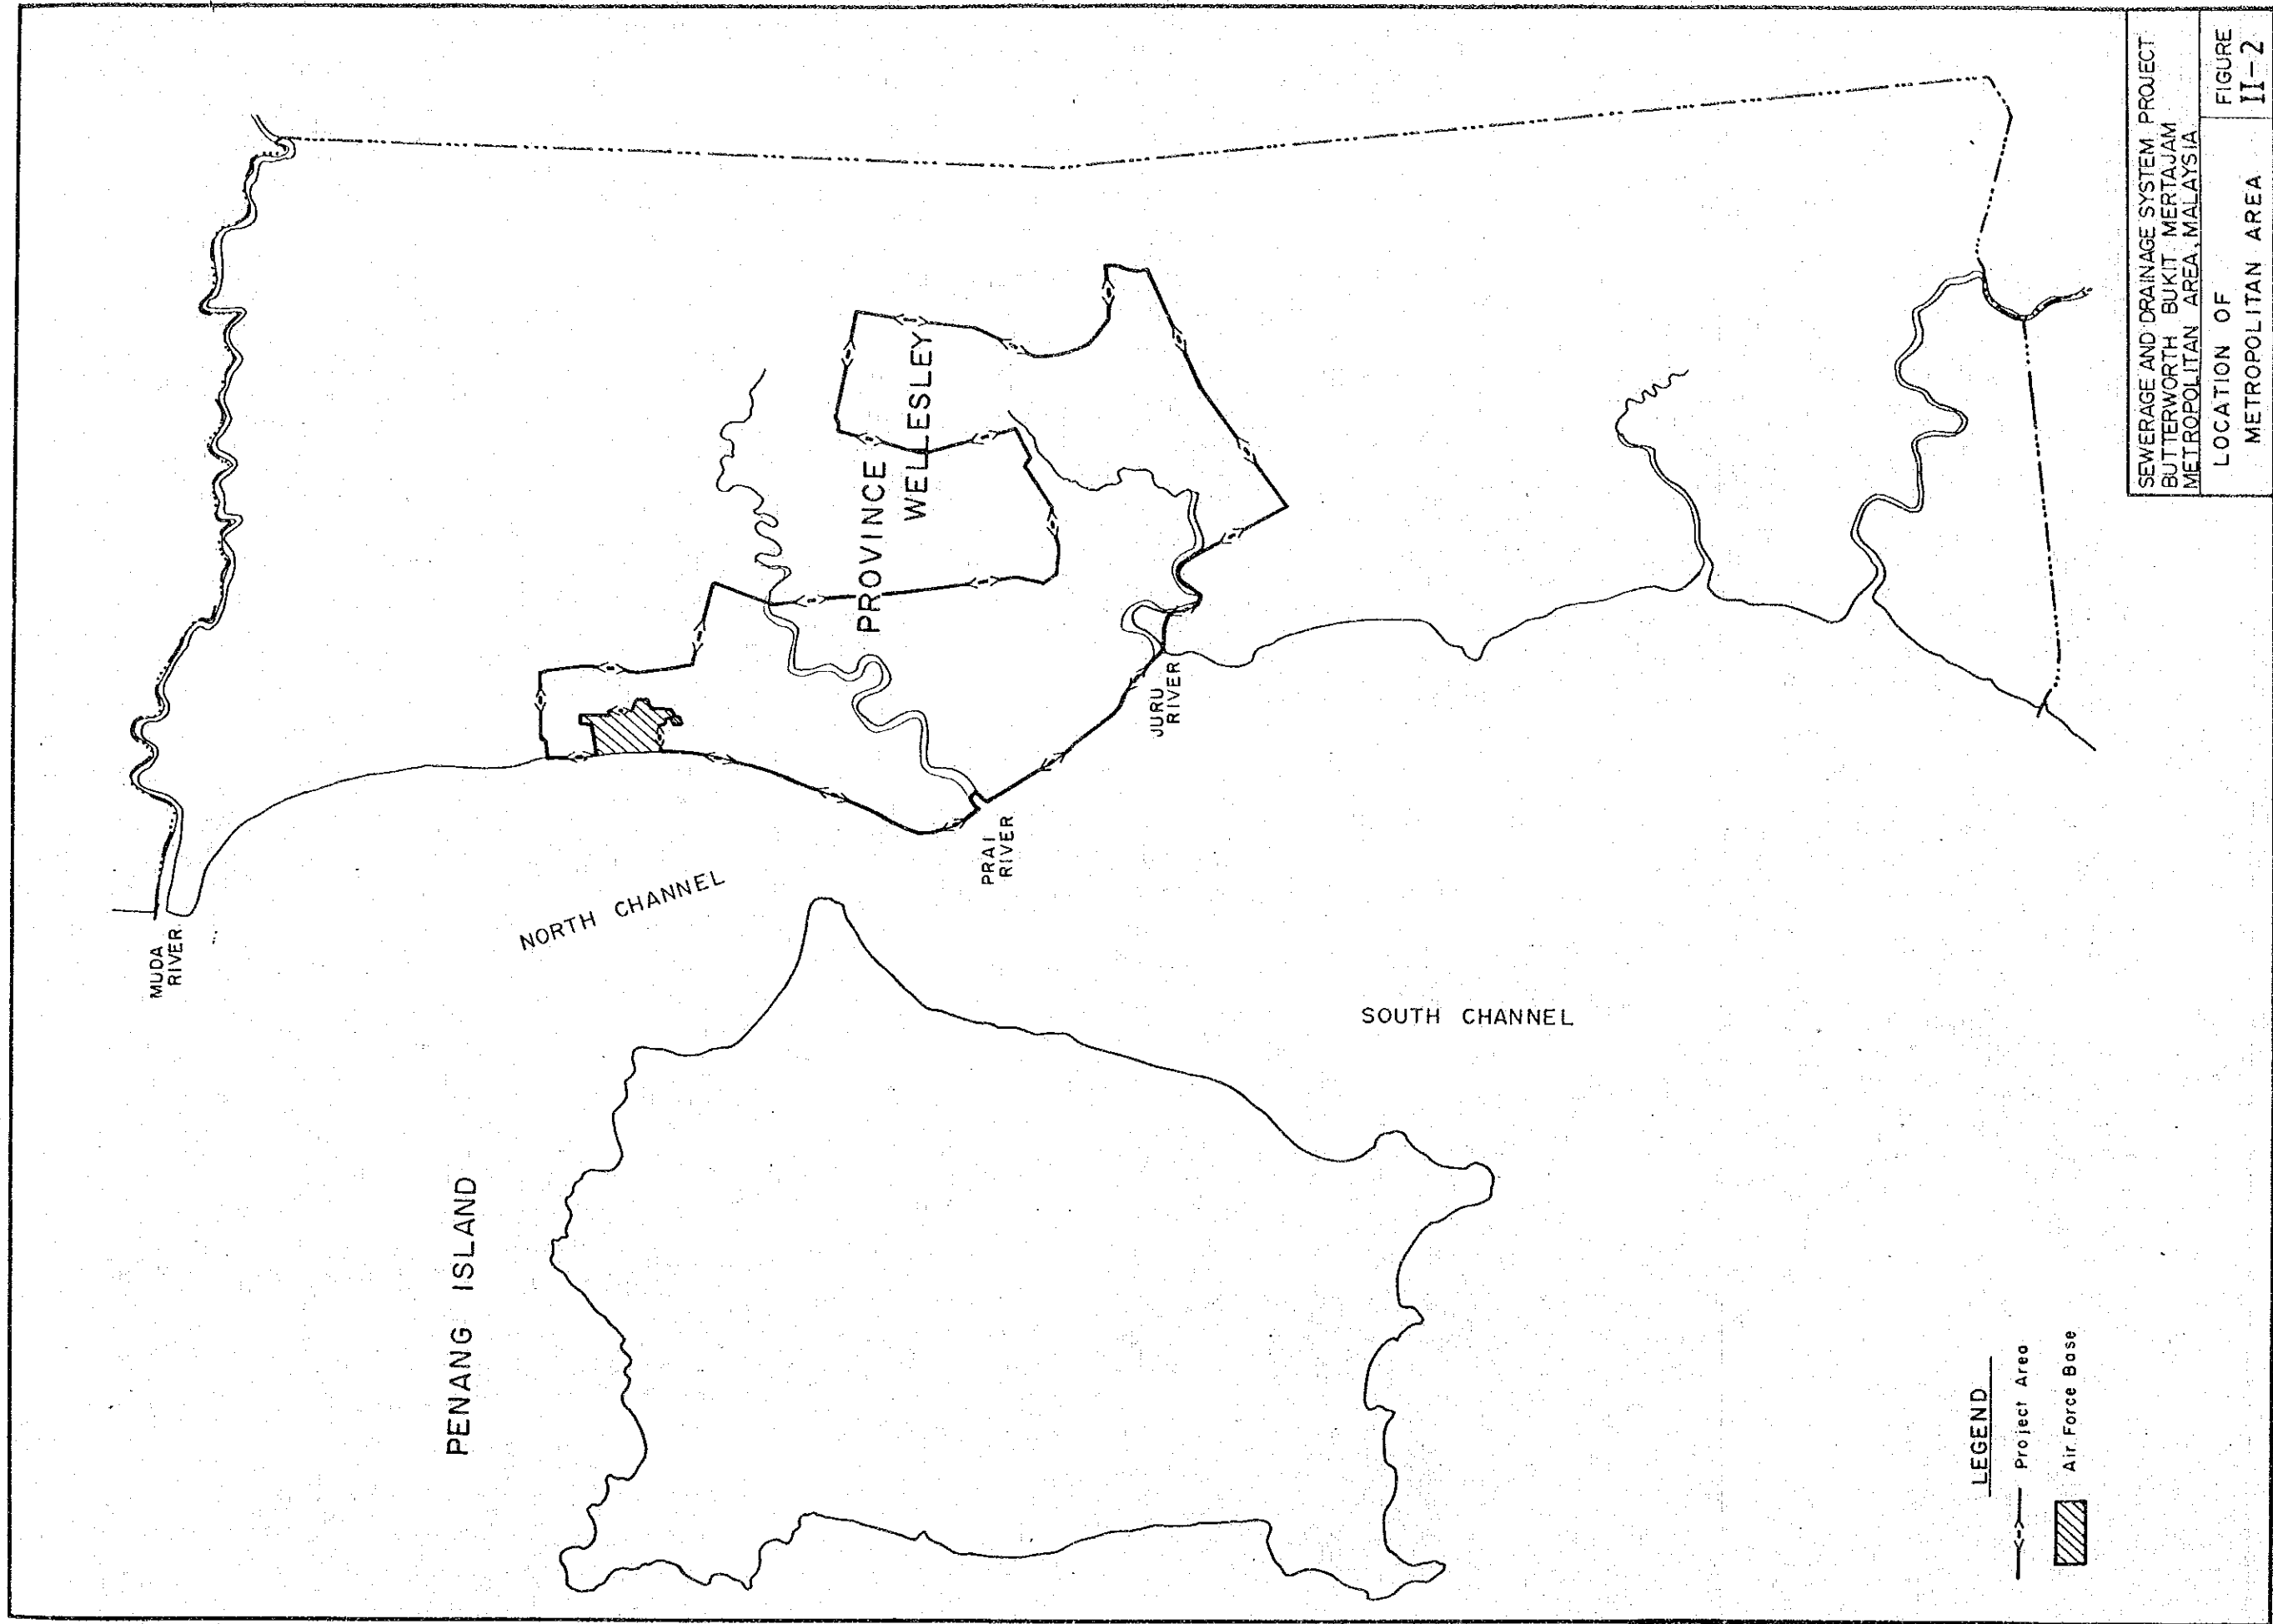 MUDA
RIVER
NORTH CHANNEL
PENANG ISLAND
PROVINCE
WELLESLEY
PRAI
RIVER
JURU
RIVER
SOUTH CHANNEL
LEGEND
Project Area
Air Force Base
SEWERAGE AND DRAINAGE SYSTEM PROJECT
BUTTERWORTH BUKIT MERTAJAM
METROPOLITAN AREA, MALAYSIA
LOCATION OF
METROPOLITAN AREA
FIGURE
II-2